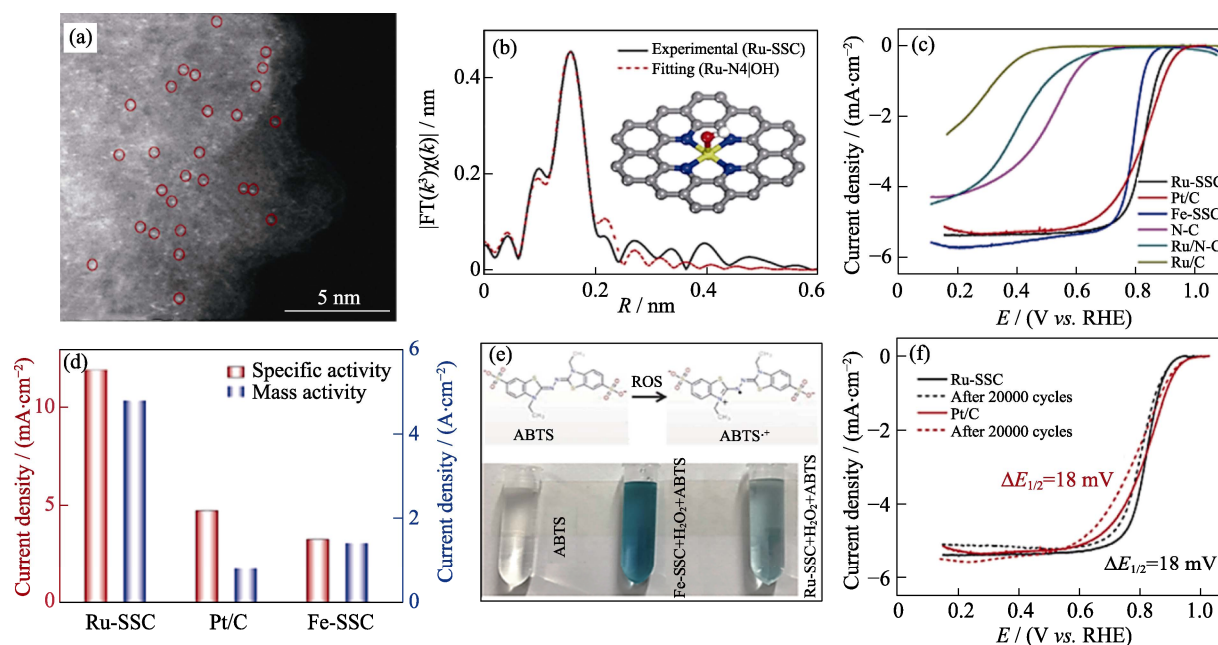 (a)
5 nm
(b)
Experimental (Ru-SSC)
Fitting (Ru-N4|OH)
|FT(k³)χ(k)| / nm
0.4
0.2
0
0
0.2
0.4
0.6
R / nm
(c)
Current density / (mA·cm⁻²)
0
−2
−4
−6
Ru-SSC
Pt/C
Fe-SSC
N-C
Ru/N-C
Ru/C
0
0.2
0.4
0.6
0.8
1.0
E / (V vs. RHE)
(d)
Specific activity
Mass activity
Current density / (mA·cm⁻²)
10
5
0
Current density / (A·cm⁻²)
6
4
2
0
Ru-SSC
Pt/C
Fe-SSC
(e)
ROS
ABTS
ABTS·⁺
ABTS
Fe-SSC+H₂O₂+ABTS
Ru-SSC+H₂O₂+ABTS
(f)
Current density / (mA·cm⁻²)
0
−2
−4
−6
Ru-SSC
After 20000 cycles
Pt/C
After 20000 cycles
ΔE₁/₂=18 mV
ΔE₁/₂=18 mV
0
0.2
0.4
0.6
0.8
1.0
E / (V vs. RHE)